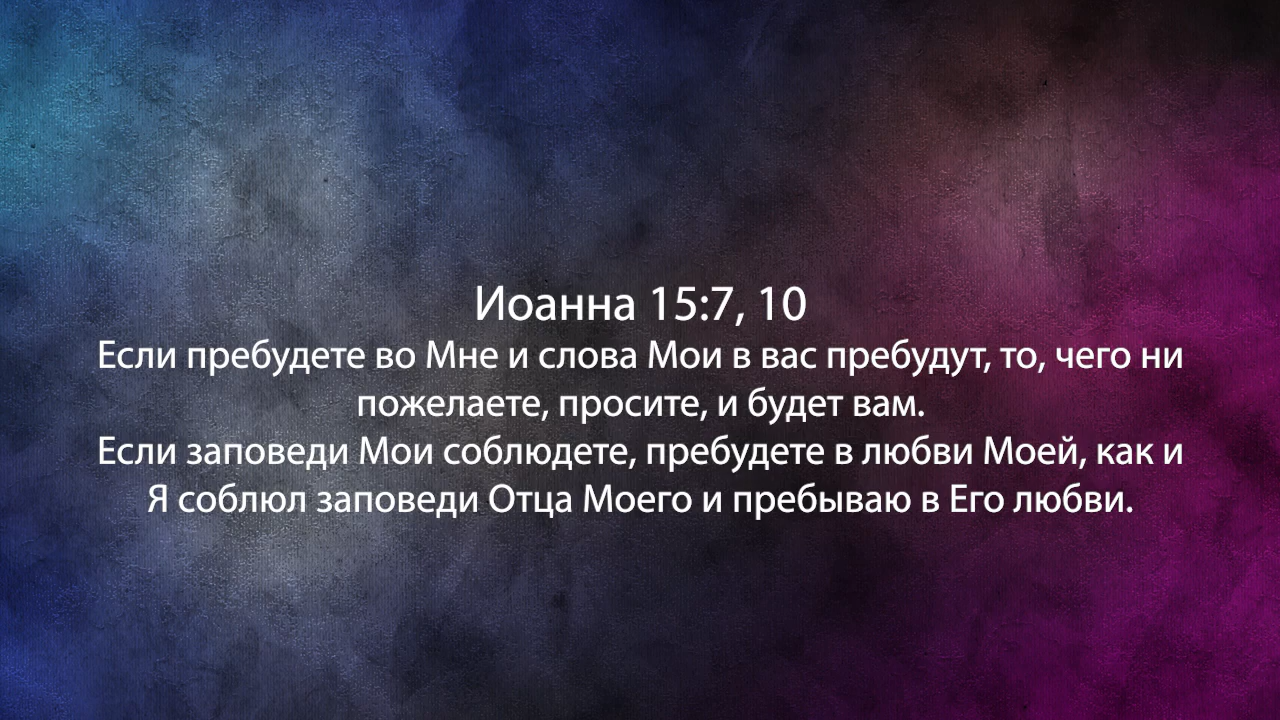 Иоанна 15:7, 10
Если пребудете во Мне и слова Мои в вас пребудут, то, чего ни
пожелаете, просите, и будет вам.
Если заповеди Мои соблюдете, пребудете в любви Моей, как и
Я соблюл заповеди Отца Моего и пребываю в Его любви.